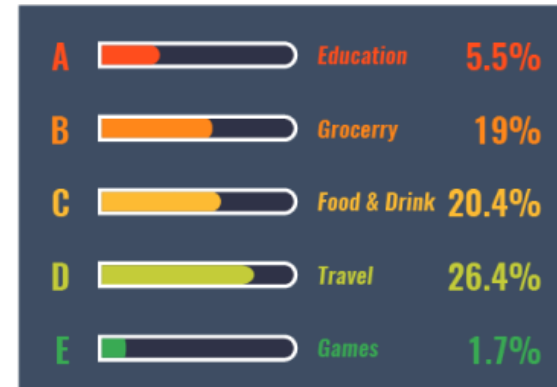 A Education 5.5%
B Grocerry 19%
C Food & Drink 20.4%
D Travel 26.4%
E Games 1.7%